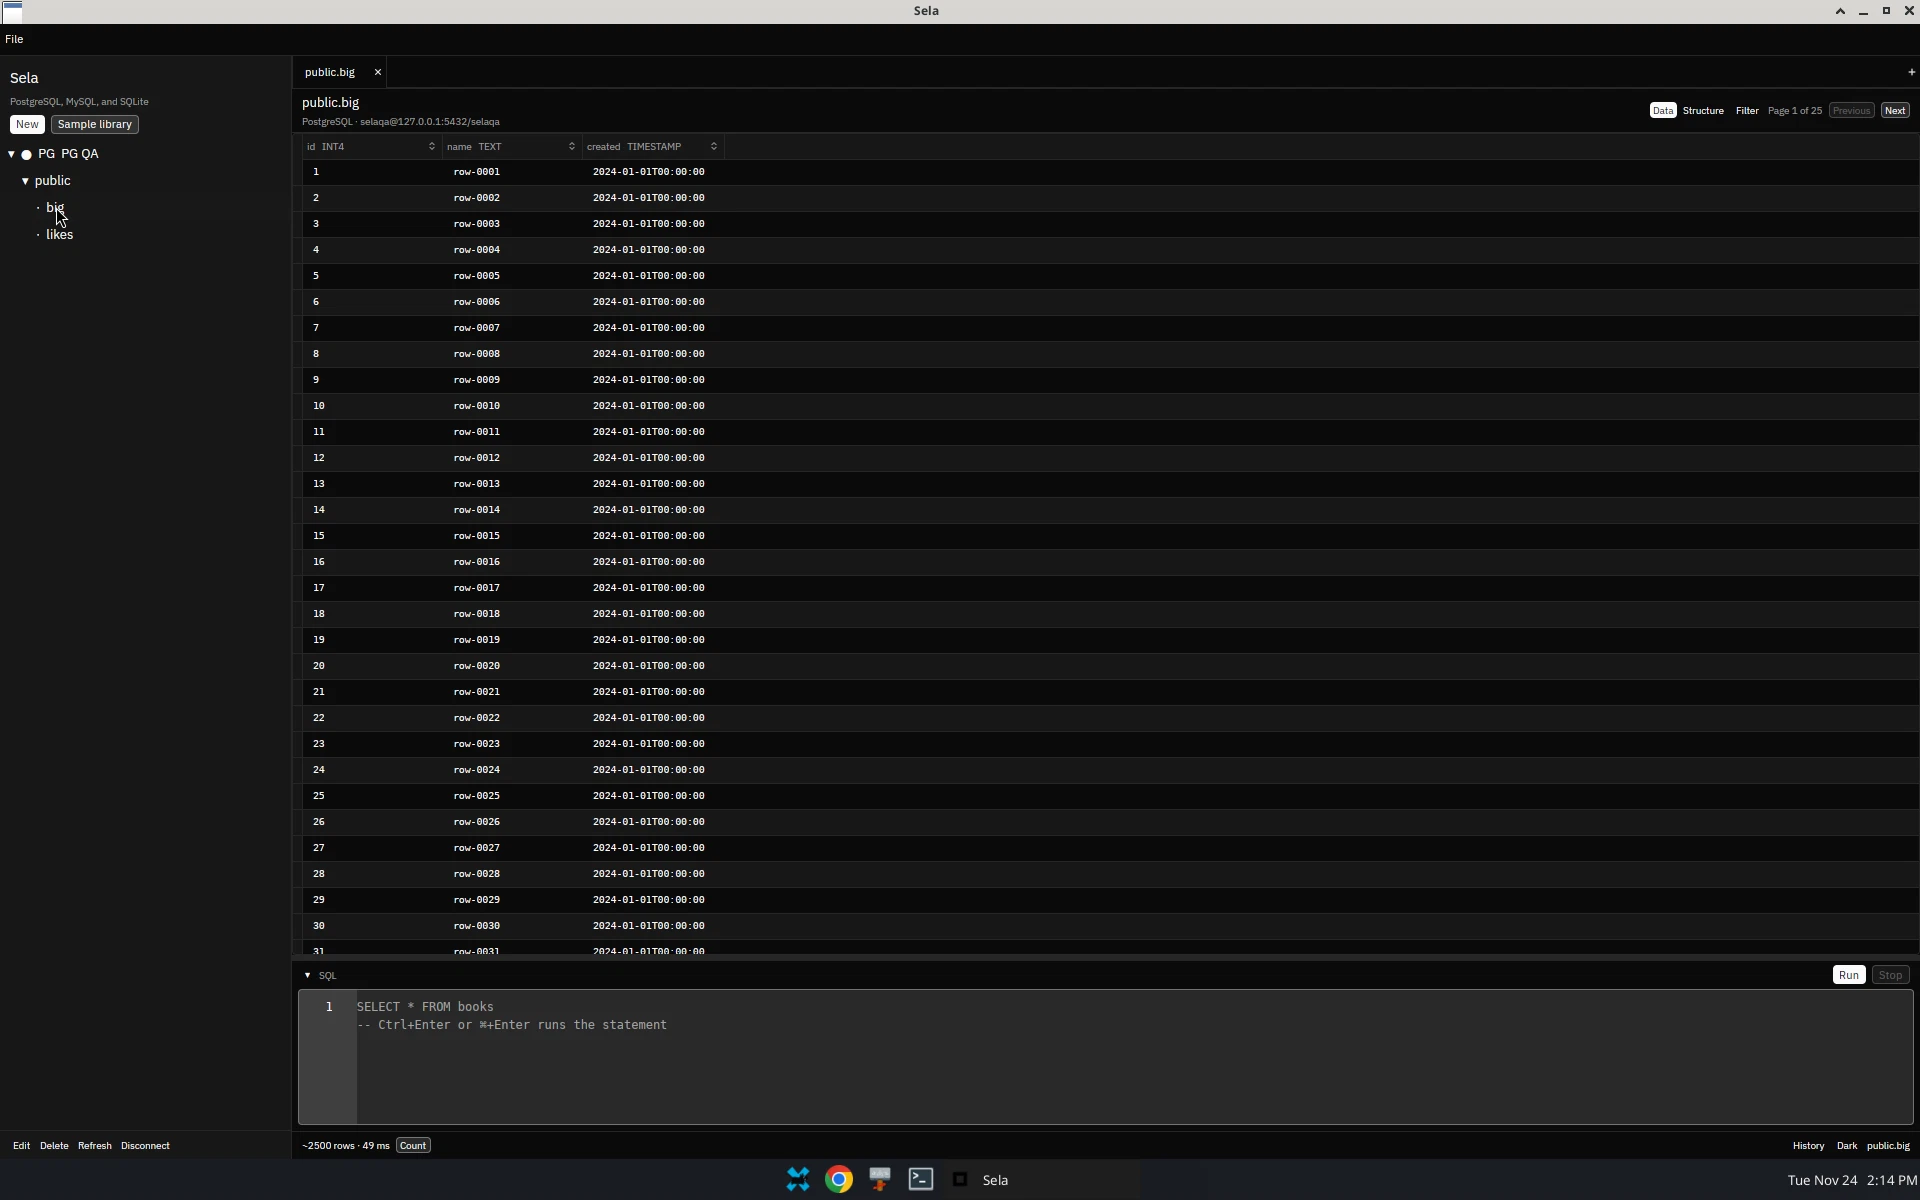 Sela
File
Sela
PostgreSQL, MySQL, and SQLite
New Sample library
▼ PG PG QA
▼ public
· big
· likes
Edit Delete Refresh Disconnect
public.big ×
+
public.big
PostgreSQL · selaqa@127.0.0.1:5432/selaqa
Data Structure Filter Page 1 of 25 Previous Next
id INT4 name TEXT created TIMESTAMP
1 row-0001 2024-01-01T00:00:00
2 row-0002 2024-01-01T00:00:00
3 row-0003 2024-01-01T00:00:00
4 row-0004 2024-01-01T00:00:00
5 row-0005 2024-01-01T00:00:00
6 row-0006 2024-01-01T00:00:00
7 row-0007 2024-01-01T00:00:00
8 row-0008 2024-01-01T00:00:00
9 row-0009 2024-01-01T00:00:00
10 row-0010 2024-01-01T00:00:00
11 row-0011 2024-01-01T00:00:00
12 row-0012 2024-01-01T00:00:00
13 row-0013 2024-01-01T00:00:00
14 row-0014 2024-01-01T00:00:00
15 row-0015 2024-01-01T00:00:00
16 row-0016 2024-01-01T00:00:00
17 row-0017 2024-01-01T00:00:00
18 row-0018 2024-01-01T00:00:00
19 row-0019 2024-01-01T00:00:00
20 row-0020 2024-01-01T00:00:00
21 row-0021 2024-01-01T00:00:00
22 row-0022 2024-01-01T00:00:00
23 row-0023 2024-01-01T00:00:00
24 row-0024 2024-01-01T00:00:00
25 row-0025 2024-01-01T00:00:00
26 row-0026 2024-01-01T00:00:00
27 row-0027 2024-01-01T00:00:00
28 row-0028 2024-01-01T00:00:00
29 row-0029 2024-01-01T00:00:00
30 row-0030 2024-01-01T00:00:00
31 row-0031 2024-01-01T00:00:00
▼ SQL Run Stop
1 SELECT * FROM books
-- Ctrl+Enter or ⌘+Enter runs the statement
~2500 rows · 49 ms Count
History Dark public.big
Sela
Tue Nov 24 2:14 PM